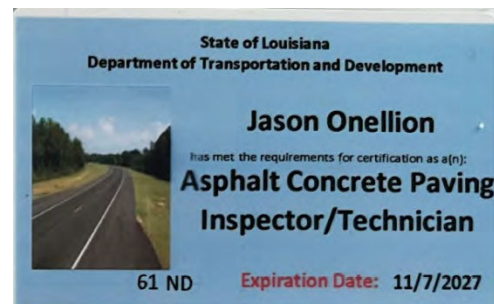 State of Louisiana
Department of Transportation and Development
Jason Onellion
has met the requirements for certification as a(n):
Asphalt Concrete Paving
Inspector/Technician
61 ND
Expiration Date: 11/7/2027